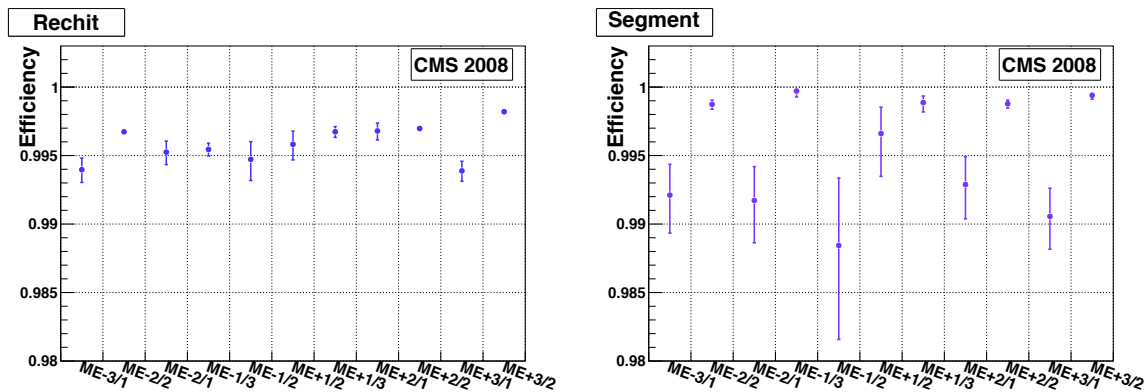 Rechit
Efficiency
CMS 2008
1
0.995
0.99
0.985
0.98
ME-3/1
ME-2/2
ME-2/1
ME-1/3
ME-1/2
ME+1/2
ME+1/3
ME+2/1
ME+2/2
ME+3/1
ME+3/2
Segment
Efficiency
CMS 2008
1
0.995
0.99
0.985
0.98
ME-3/1
ME-2/2
ME-2/1
ME-1/3
ME-1/2
ME+1/2
ME+1/3
ME+2/1
ME+2/2
ME+3/1
ME+3/2